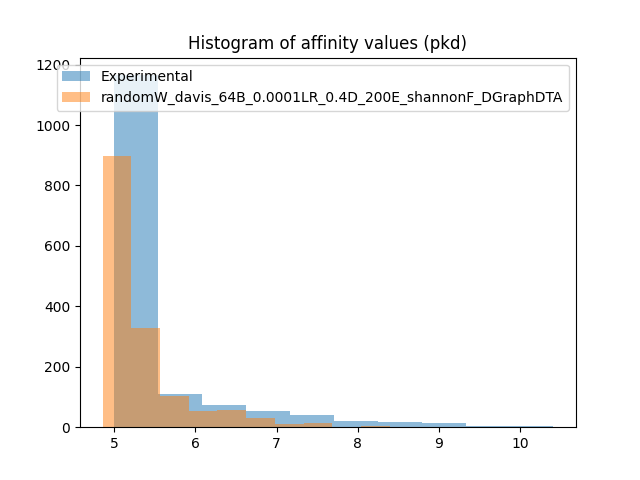 Histogram of affinity values (pkd)
Experimental
randomW_davis_64B_0.0001LR_0.4D_200E_shannonF_DGraphDTA
1200
1000
800
600
400
200
0
5 6 7 8 9 10